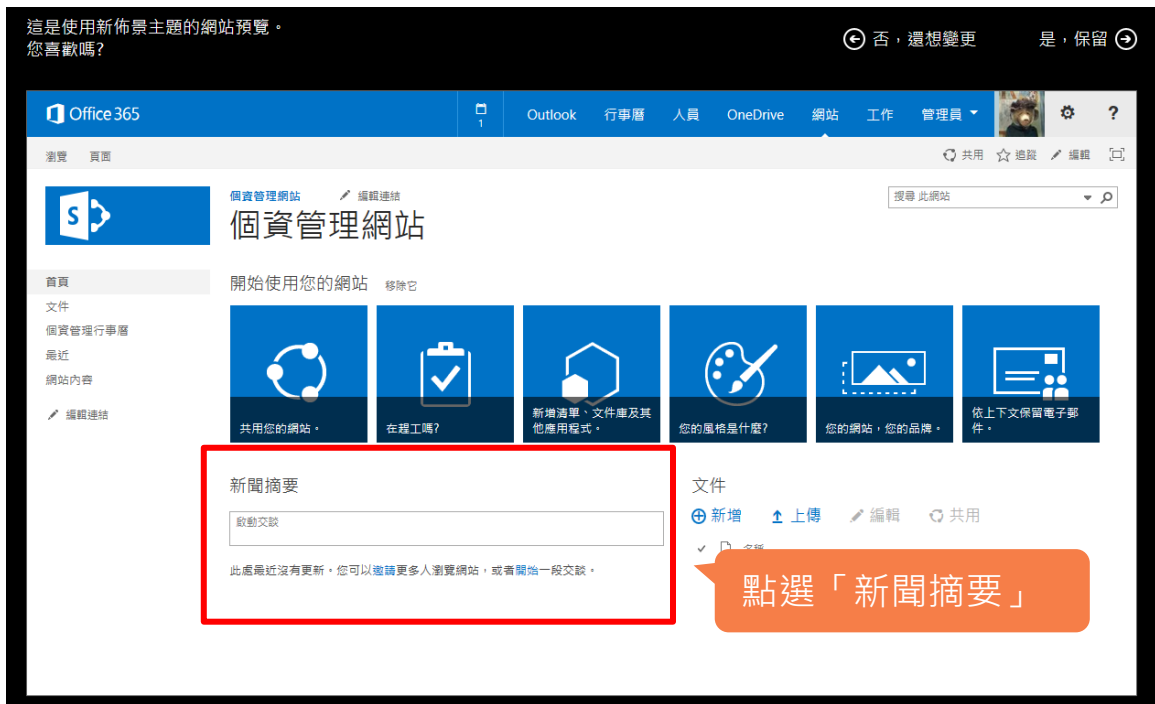 這是使用新佈景主題的網站預覽。
您喜歡嗎?
否，還想變更
是，保留
Office 365
1
Outlook
行事曆
人員
OneDrive
網站
工作
管理員
?
瀏覽
頁面
共用
追蹤
編輯
S
個資管理網站
編輯連結
搜尋 此網站
個資管理網站
首頁
文件
個資管理行事曆
最近
網站內容
編輯連結
開始使用您的網站
移除它
共用您的網站。
在趕工嗎?
新增清單、文件庫及其
他應用程式。
您的風格是什麼?
您的網站，您的品牌。
依上下文保留電子郵
件。
新聞摘要
啟動交談
此處最近沒有更新。您可以邀請更多人瀏覽網站，或者開始一段交談。
文件
新增
上傳
編輯
共用
點選「新聞摘要」